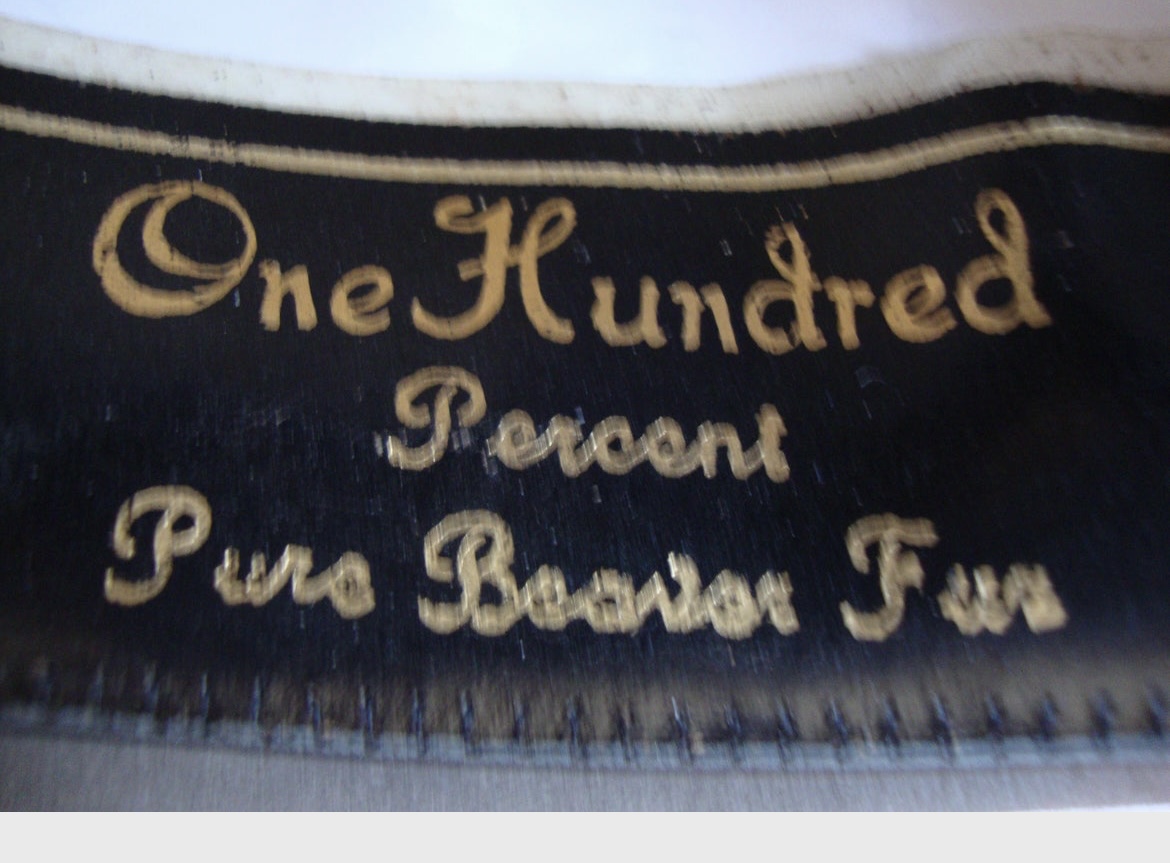 One Hundred
Percent
Pure Beaver Fur